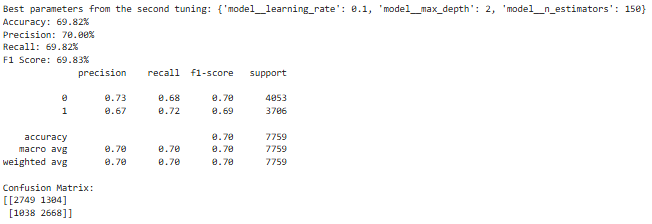 Best parameters from the second tuning: {'model__learning_rate': 0.1, 'model__max_depth': 2, 'model__n_estimators': 150}
Accuracy: 69.82%
Precision: 70.00%
Recall: 69.82%
F1 Score: 69.83%
precision recall f1-score support
0 0.73 0.68 0.70 4053
1 0.67 0.72 0.69 3706
accuracy 0.70 7759
macro avg 0.70 0.70 0.70 7759
weighted avg 0.70 0.70 0.70 7759
Confusion Matrix:
[[2749 1304]
[1038 2668]]